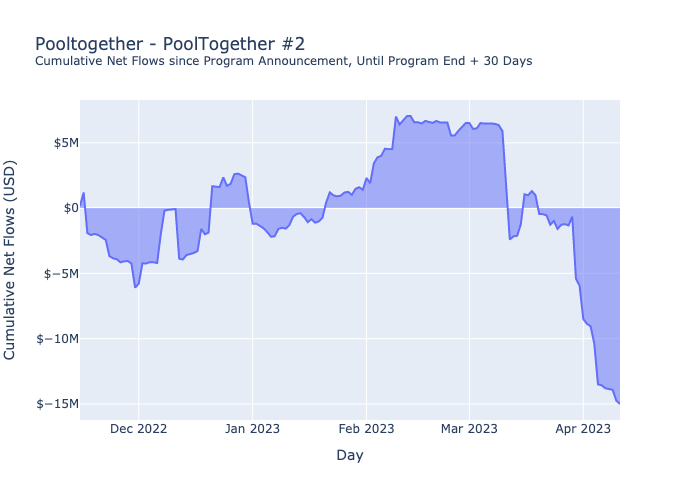 Pooltogether - PoolTogether #2
Cumulative Net Flows since Program Announcement, Until Program End + 30 Days
Cumulative Net Flows (USD)
$5M
$0
$−5M
$−10M
$−15M
Dec 2022
Jan 2023
Feb 2023
Mar 2023
Apr 2023
Day